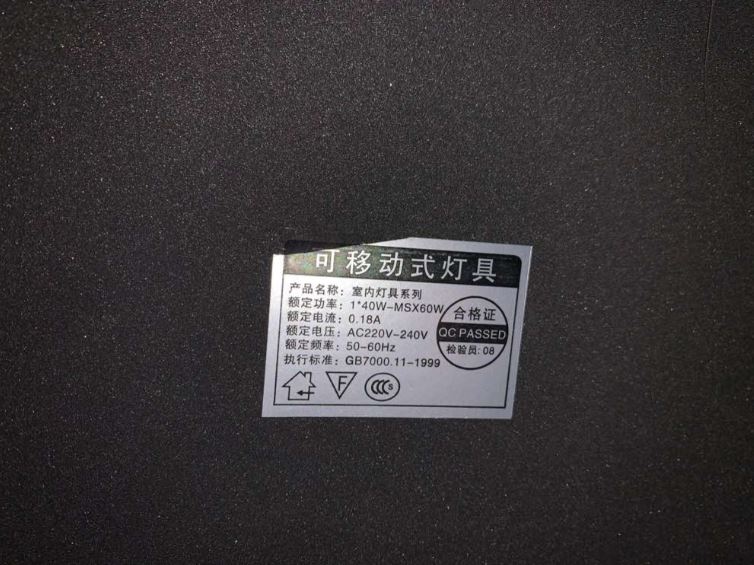 可移动式灯具
产品名称：室内灯具系列
额定功率：1*40W-MSX60W
额定电流：0.18A
额定电压：AC220V-240V
额定频率：50-60Hz
执行标准：GB7000.11-1999
合格证
QC PASSED
检验员：08
F
CCC S